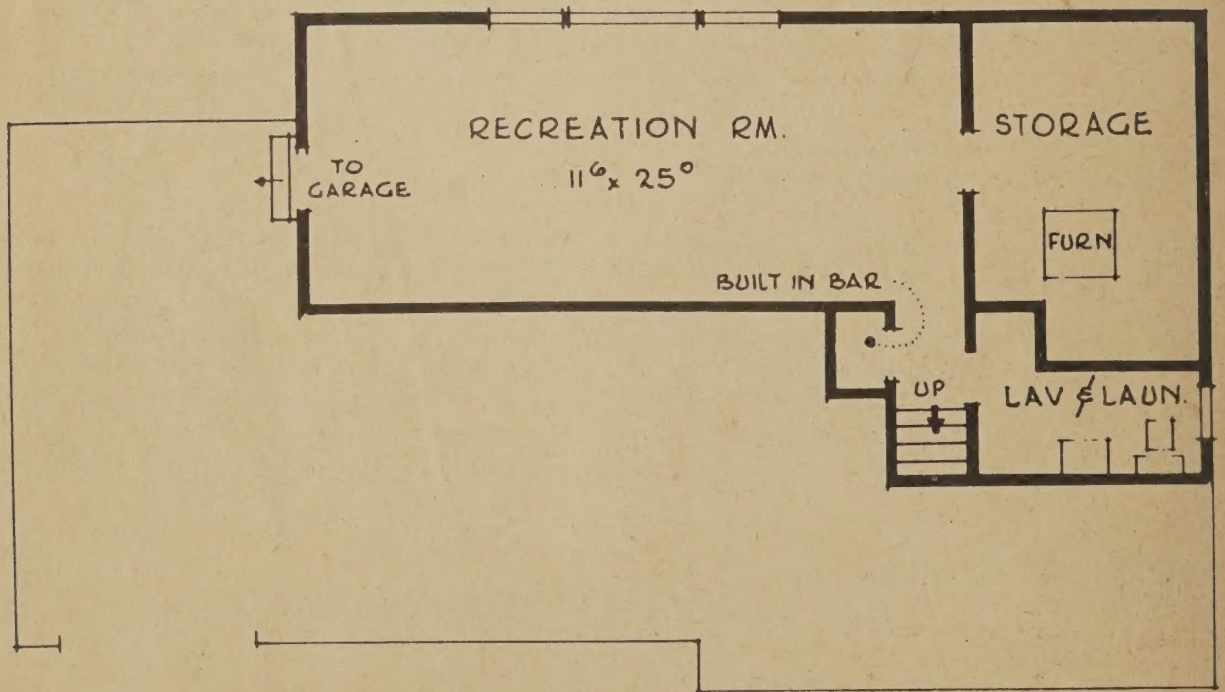 RECREATION RM.
11⁶ x 25⁰
STORAGE
TO
GARAGE
FURN
BUILT IN BAR
UP
LAV & LAUN.